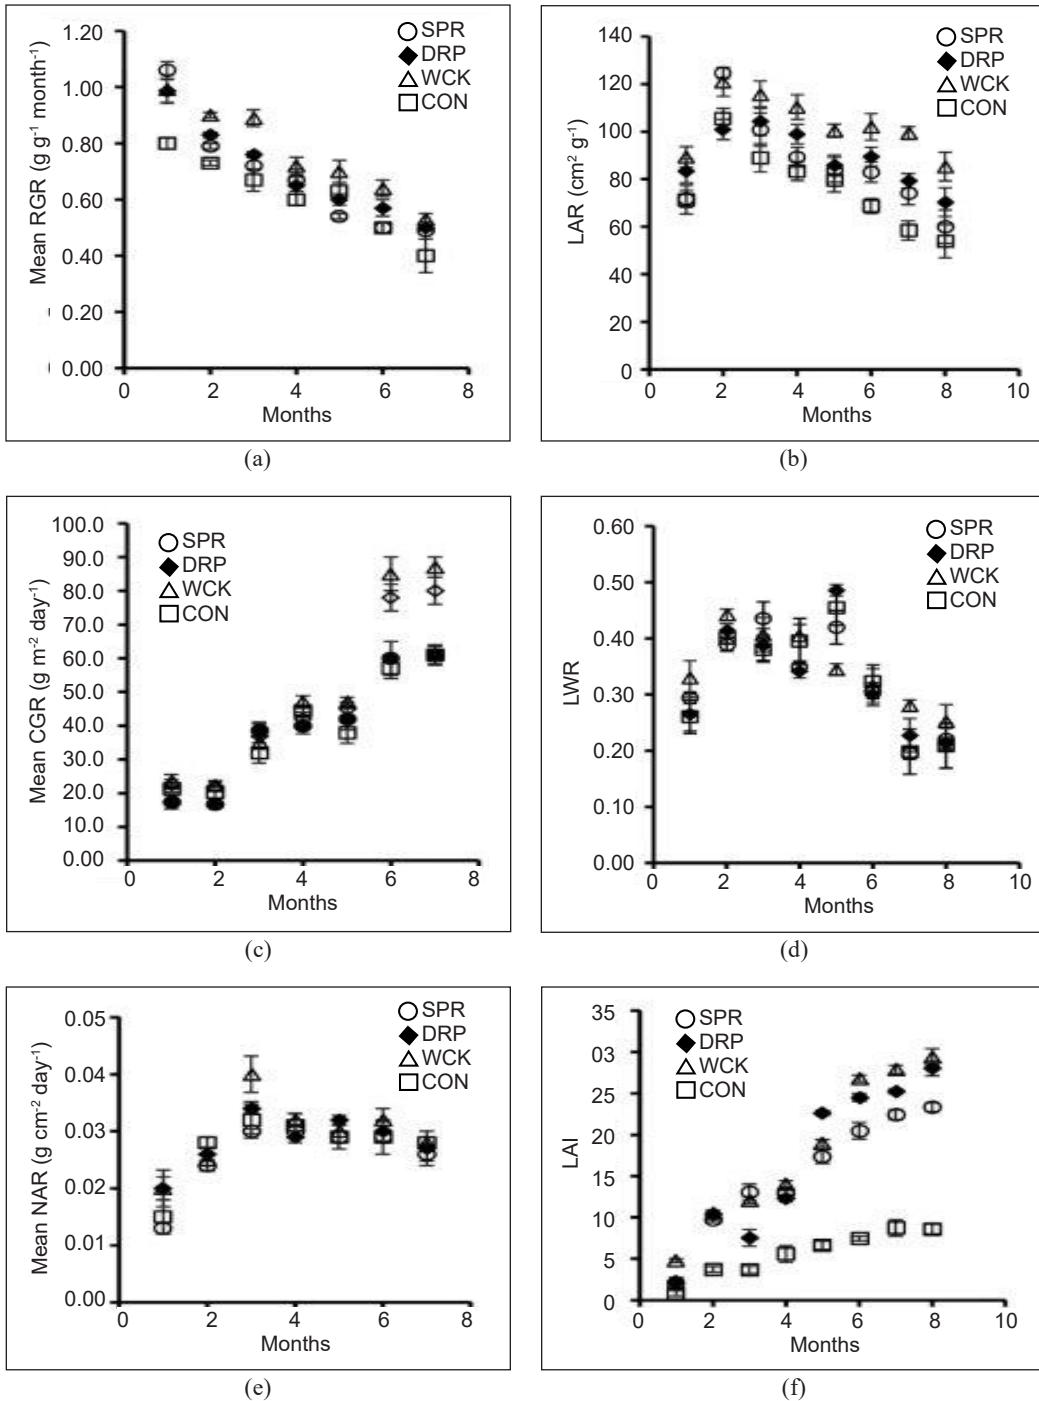 1.20
1.00
0.80
0.60
0.40
0.20
0.00
Mean RGR (g g⁻¹ month⁻¹)
SPR
DRP
WCK
CON
0 2 4 6 8
Months
(a)
140
120
100
80
60
40
20
0
LAR (cm² g⁻¹)
SPR
DRP
WCK
CON
0 2 4 6 8 10
Months
(b)
100.0
90.0
80.0
70.0
60.0
50.0
40.0
30.0
20.0
10.0
0.00
Mean CGR (g m⁻² day⁻¹)
SPR
DRP
WCK
CON
0 2 4 6 8
Months
(c)
0.60
0.50
0.40
0.30
0.20
0.10
0.00
LWR
SPR
DRP
WCK
CON
0 2 4 6 8 10
Months
(d)
0.05
0.04
0.03
0.02
0.01
0.00
Mean NAR (g cm⁻² day⁻¹)
SPR
DRP
WCK
CON
0 2 4 6 8
Months
(e)
35
03
25
20
15
10
5
0
LAI
SPR
DRP
WCK
CON
0 2 4 6 8 10
Months
(f)